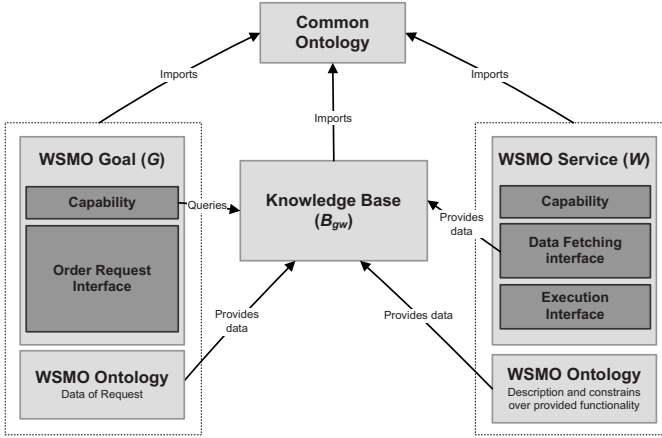 Common
Ontology
Imports
Imports
Imports
WSMO Goal (G)
Capability
Order Request
Interface
WSMO Ontology
Data of Request
Queries
Knowledge Base
(Bgw)
Provides
data
Provides data
Provides
data
WSMO Service (W)
Capability
Data Fetching
interface
Execution
Interface
WSMO Ontology
Description and constrains
over provided functionality